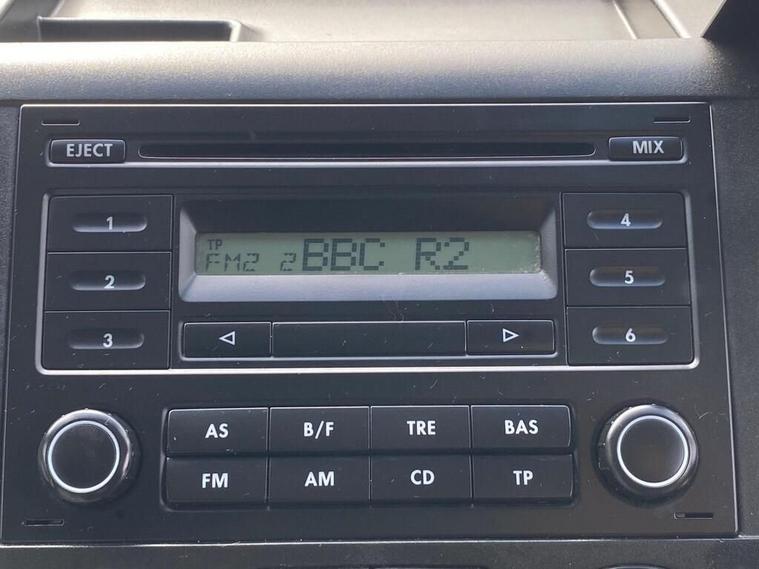 EJECT
MIX
1
2
3
TP
FM2 2 BBC R2
4
5
6
AS
B/F
TRE
BAS
FM
AM
CD
TP